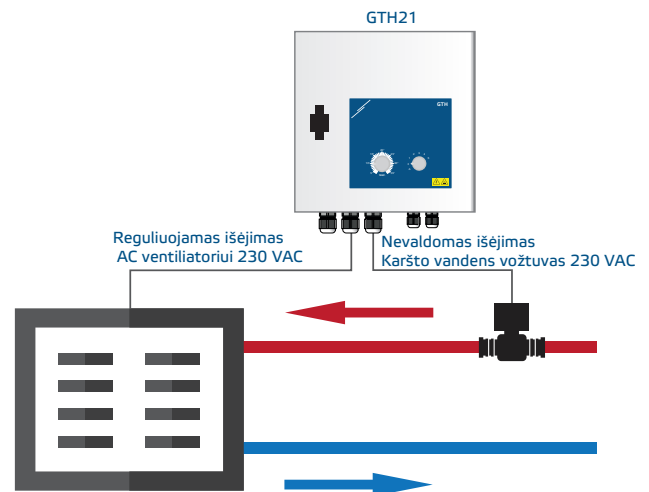 GTH21
GTH
Reguliuojamas išėjimas
AC ventiliatoriui 230 VAC
Nevaldomas išėjimas
Karšto vandens vožtuvas 230 VAC